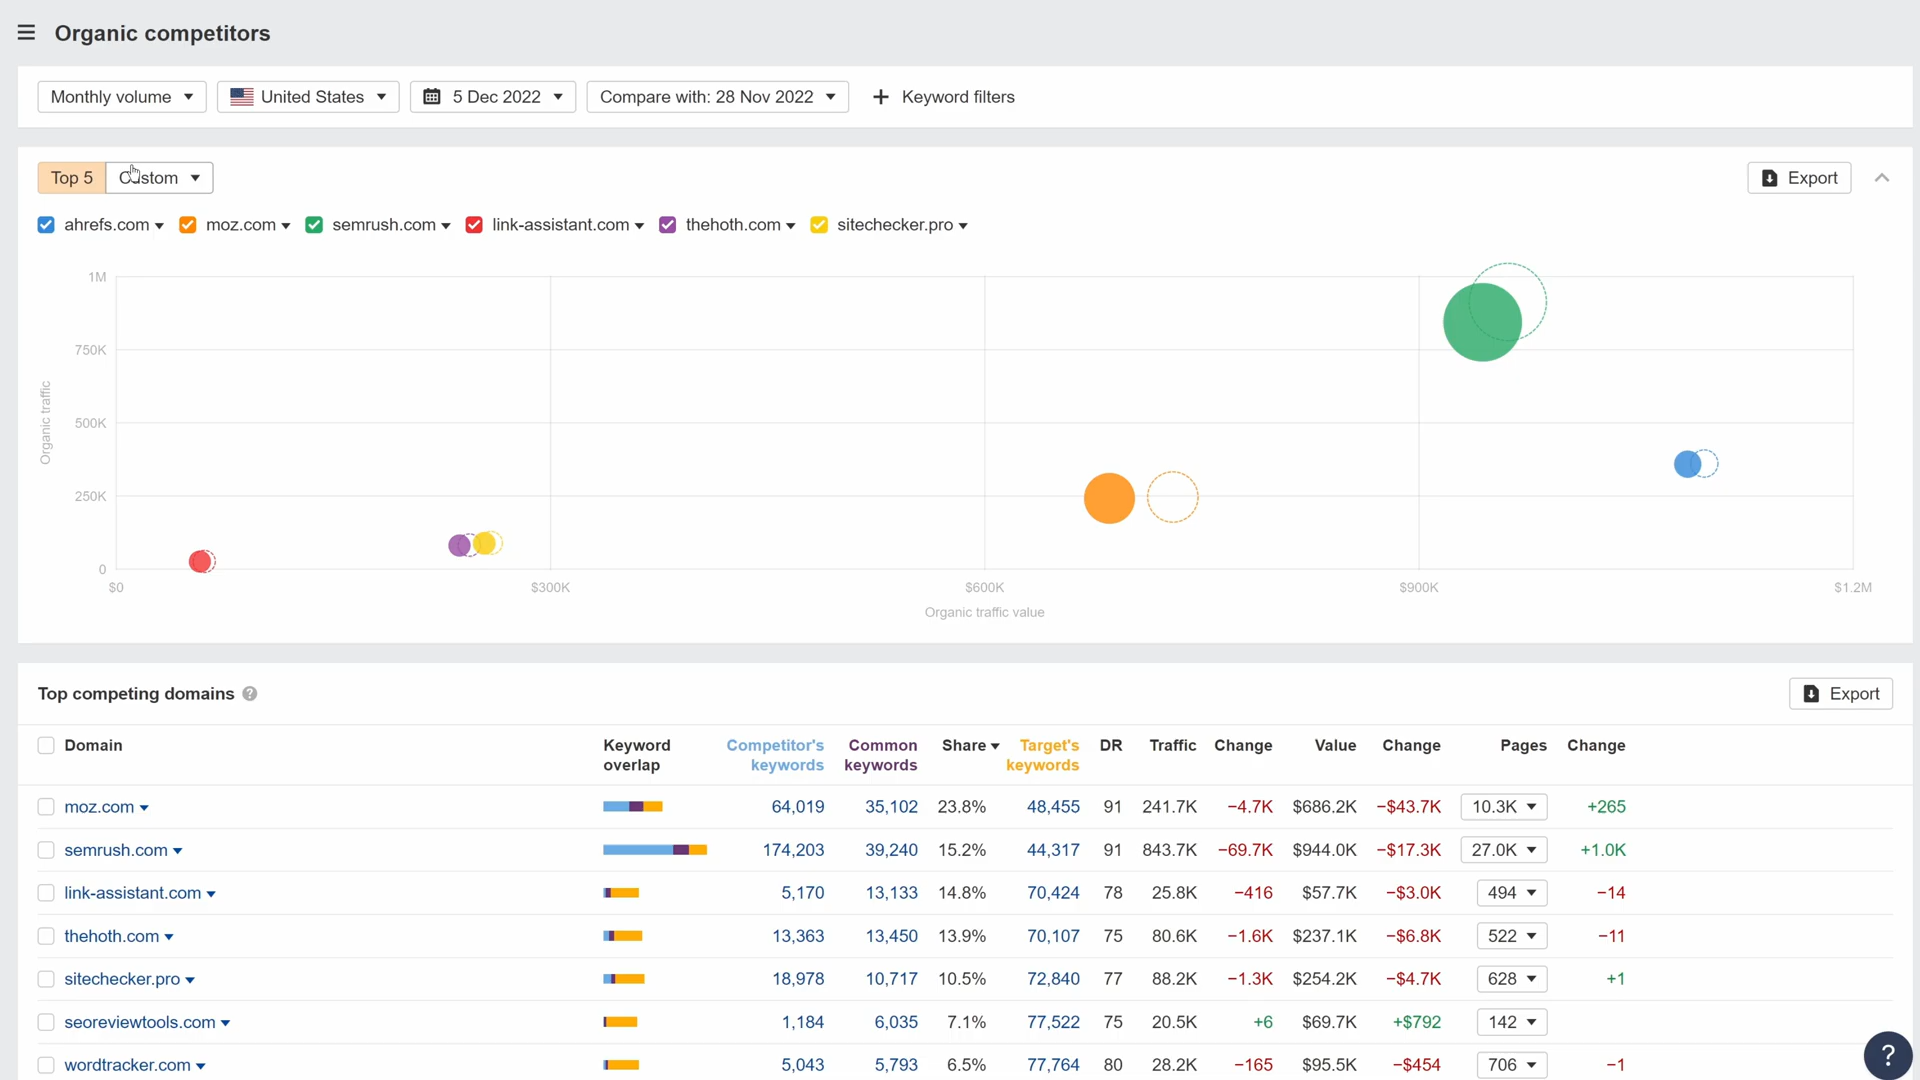 Organic competitors
Monthly volume United States 5 Dec 2022 Compare with: 28 Nov 2022 + Keyword filters
Top 5 Custom Export
ahrefs.com moz.com semrush.com link-assistant.com thehoth.com sitechecker.pro
1M
750K
500K
250K
0
Organic traffic
$0 $300K $600K $900K $1.2M
Organic traffic value
Top competing domains ? Export
Domain Keyword overlap Competitor's keywords Common keywords Share Target's keywords DR Traffic Change Value Change Pages Change
moz.com 64,019 35,102 23.8% 48,455 91 241.7K −4.7K $686.2K −$43.7K 10.3K +265
semrush.com 174,203 39,240 15.2% 44,317 91 843.7K −69.7K $944.0K −$17.3K 27.0K +1.0K
link-assistant.com 5,170 13,133 14.8% 70,424 78 25.8K −416 $57.7K −$3.0K 494 −14
thehoth.com 13,363 13,450 13.9% 70,107 75 80.6K −1.6K $237.1K −$6.8K 522 −11
sitechecker.pro 18,978 10,717 10.5% 72,840 77 88.2K −1.3K $254.2K −$4.7K 628 +1
seoreviewtools.com 1,184 6,035 7.1% 77,522 75 20.5K +6 $69.7K +$792 142
wordtracker.com 5,043 5,793 6.5% 77,764 80 28.2K −165 $95.5K −$454 706 −1
?